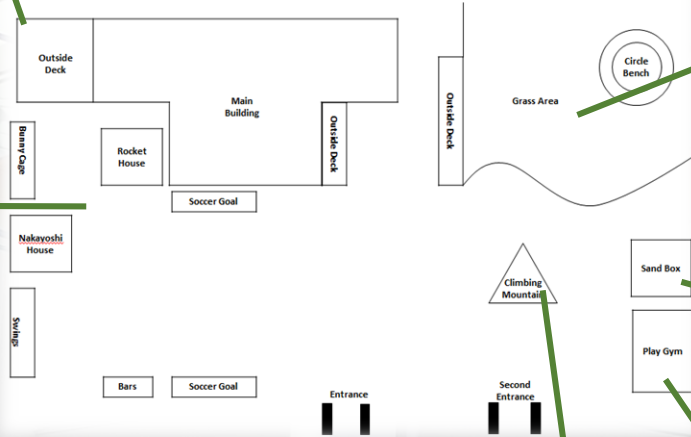 Outside
Deck
Main
Building
Outside Deck
Outside Deck
Grass Area
Circle
Bench
Bunny Cage
Rocket
House
Soccer Goal
Nakayoshi
House
Climbing
Mountain
Sand Box
Swings
Play Gym
Bars
Soccer Goal
Entrance
Second
Entrance